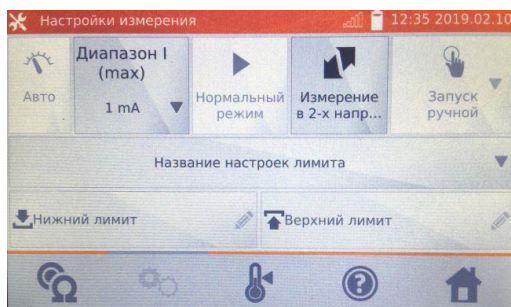 Настройки измерения 12:35 2019.02.10
Авто
Диапазон I
(max)
1 mA
Нормальный
режим
Измерение
в 2-х напр...
Запуск
ручной
Название настроек лимита
Нижний лимит
Верхний лимит